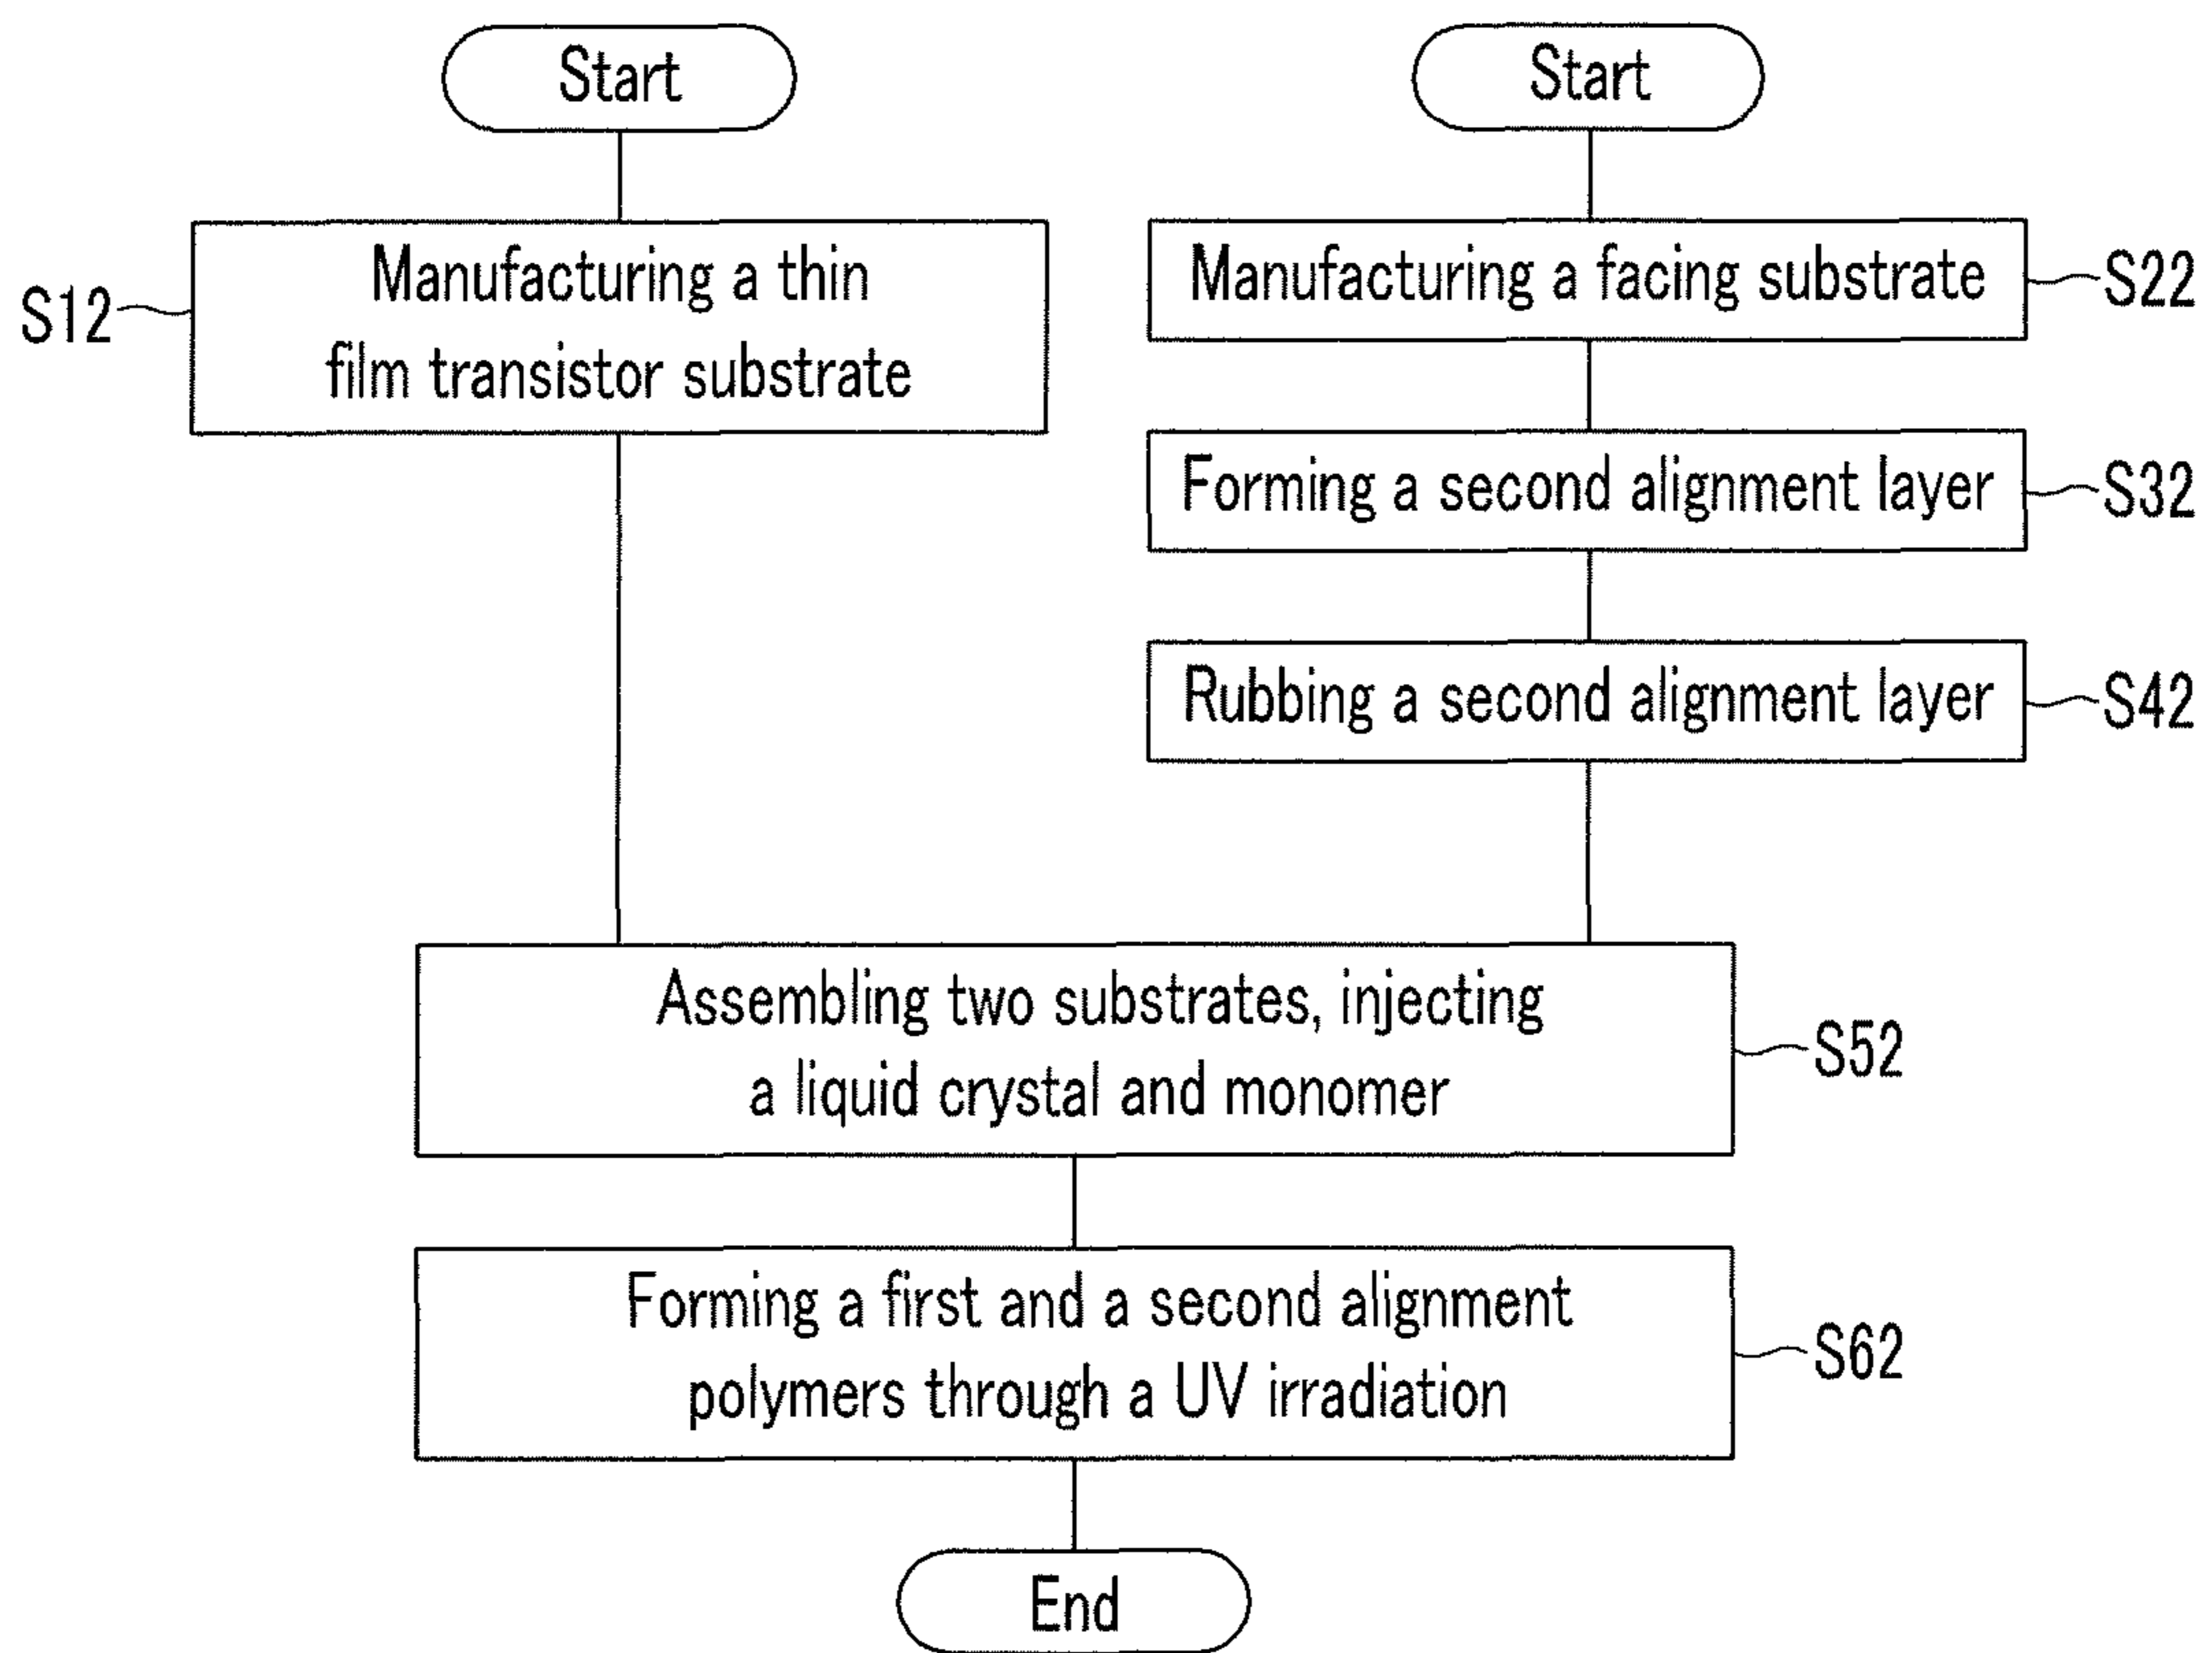 Start
S12
Manufacturing a thin
film transistor substrate
Start
Manufacturing a facing substrate
S22
Forming a second alignment layer
S32
Rubbing a second alignment layer
S42
Assembling two substrates, injecting
a liquid crystal and monomer
S52
Forming a first and a second alignment
polymers through a UV irradiation
S62
End